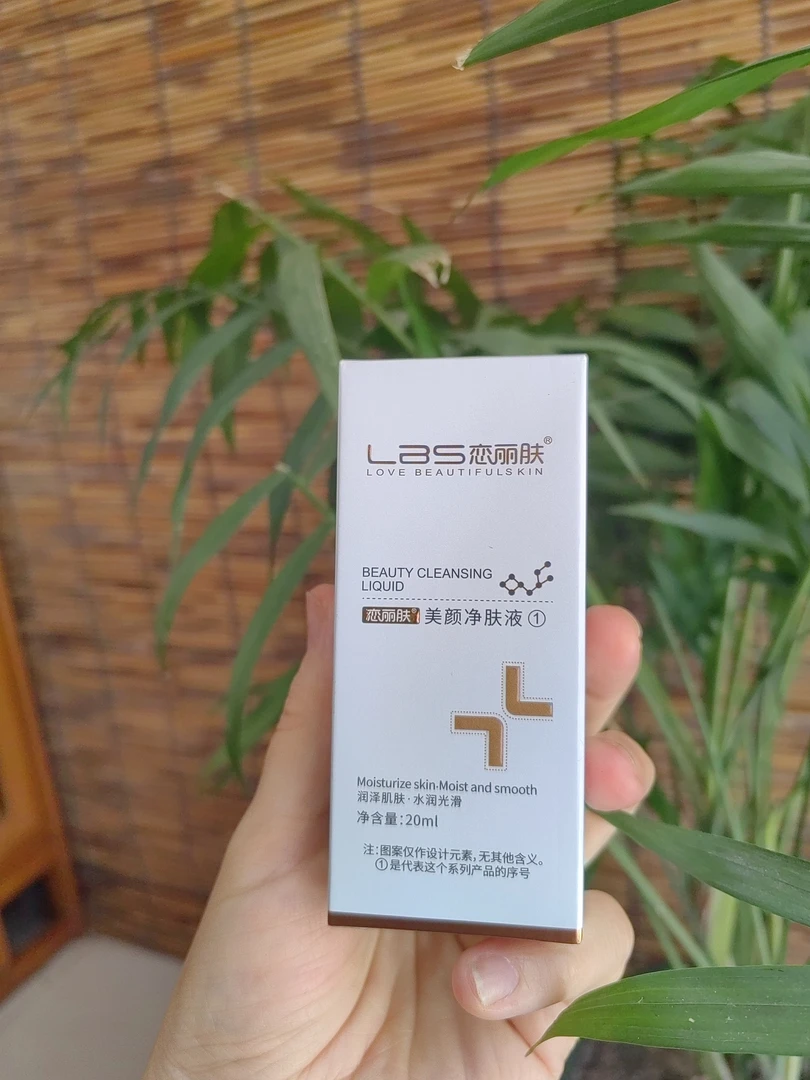 LBS恋丽肤®
LOVE BEAUTIFULSKIN
BEAUTY CLEANSING
LIQUID
恋丽肤® 美颜净肤液①
Moisturize skin·Moist and smooth
润泽肌肤·水润光滑
净含量:20ml
注:图案仅作设计元素,无其他含义。
①是代表这个系列产品的序号